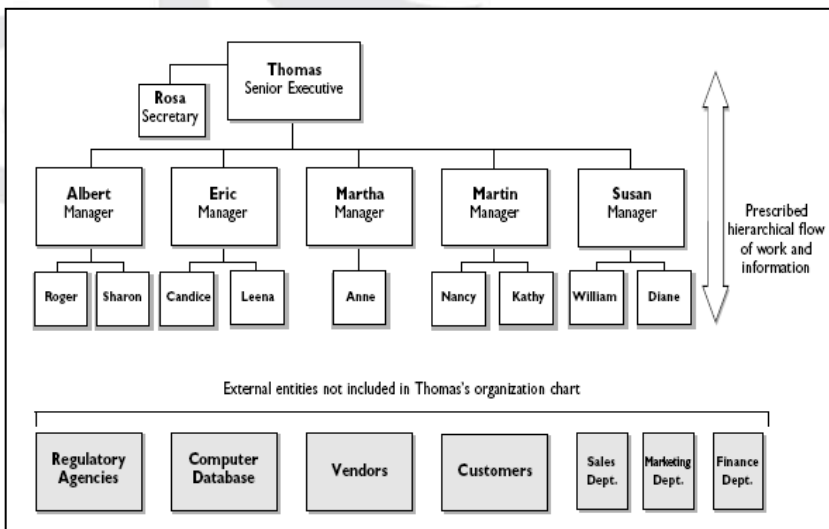 Thomas
Senior Executive
Rosa
Secretary
Albert
Manager
Eric
Manager
Martha
Manager
Martin
Manager
Susan
Manager
Prescribed
hierarchical flow
of work and
information
Roger
Sharon
Candice
Leena
Anne
Nancy
Kathy
William
Diane
External entities not included in Thomas's organization chart
Regulatory
Agencies
Computer
Database
Vendors
Customers
Sales
Dept.
Marketing
Dept.
Finance
Dept.